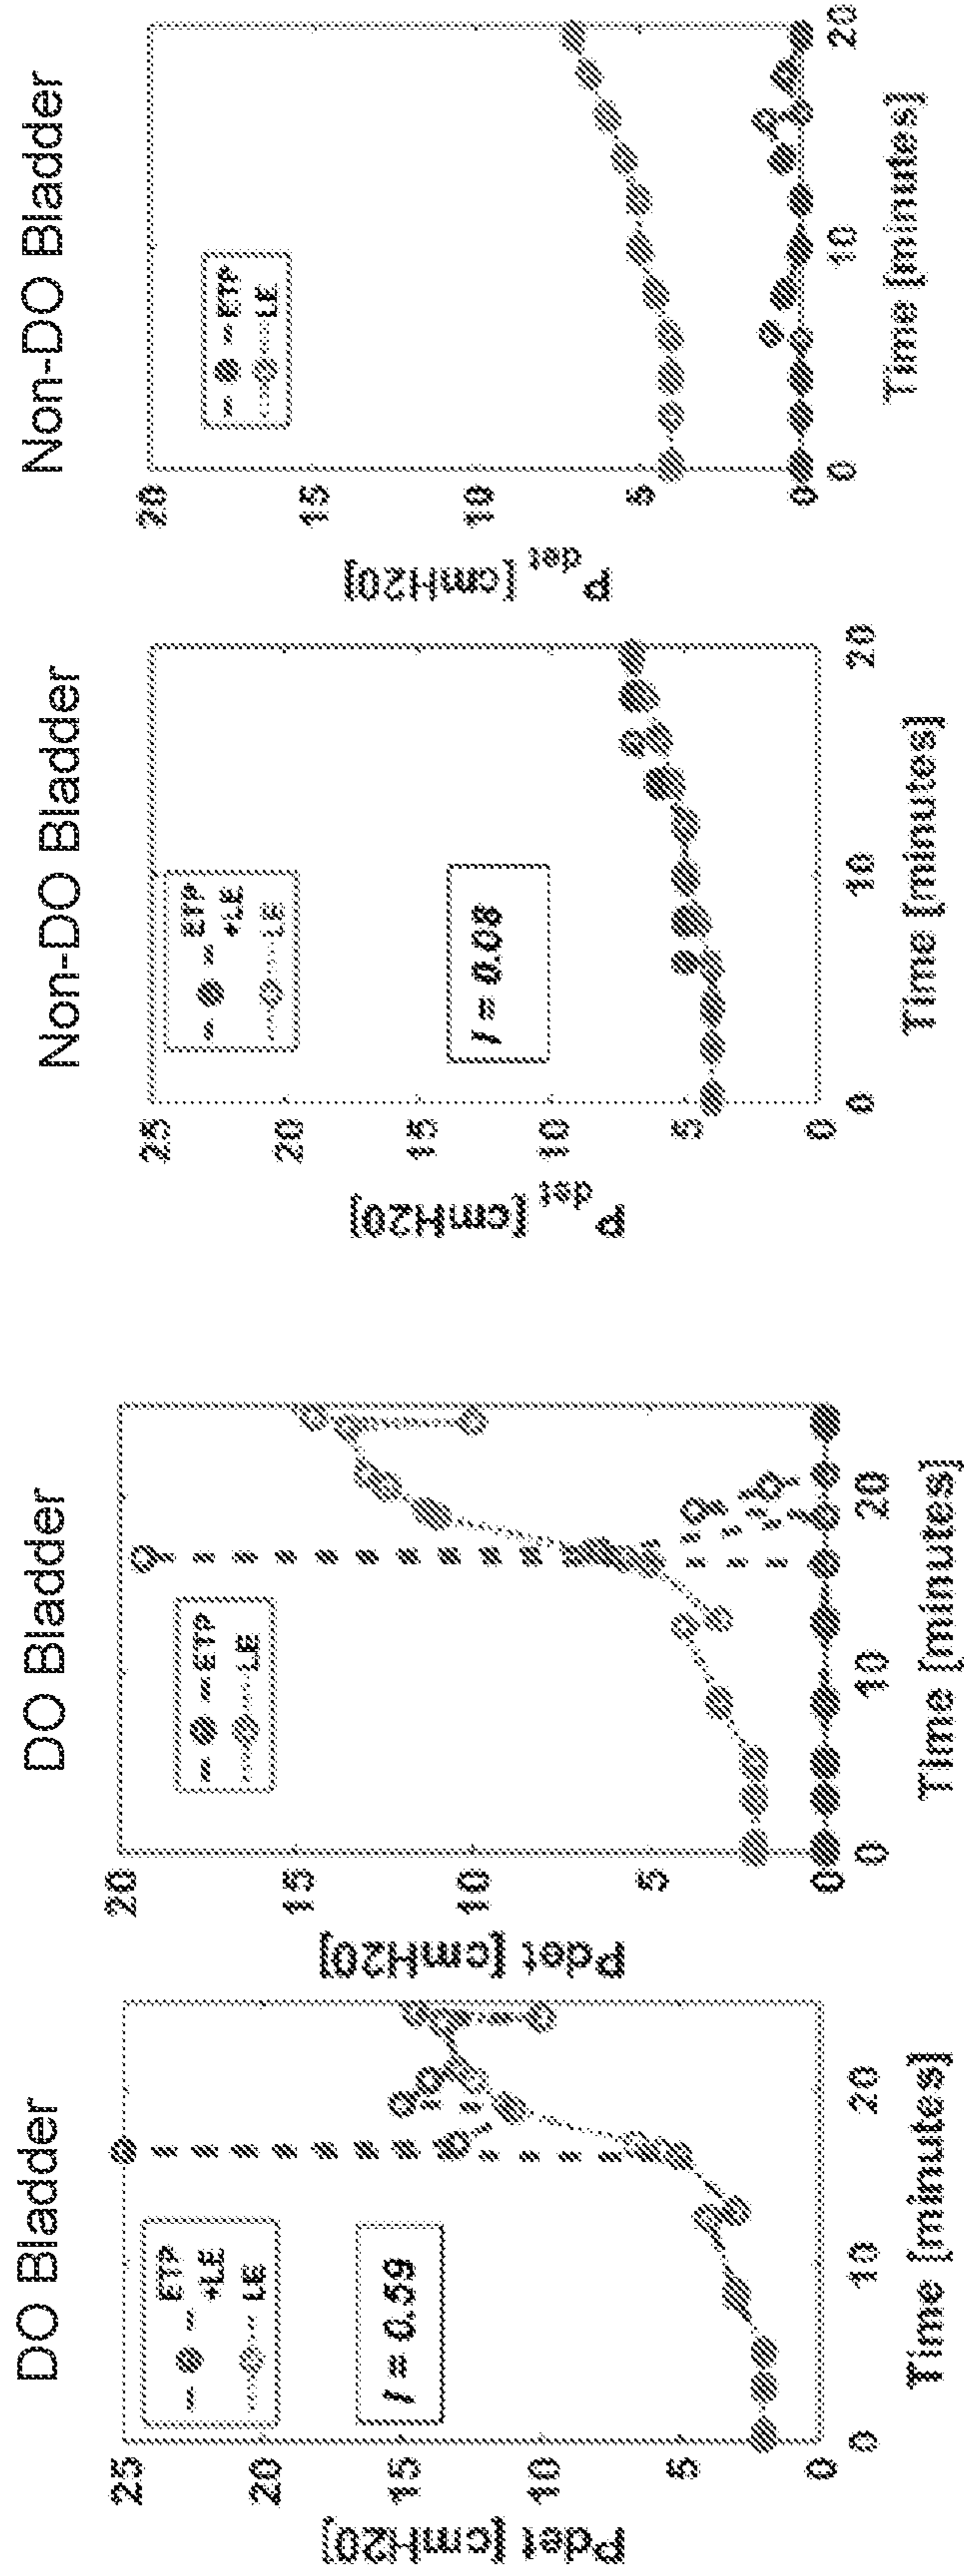 DO Bladder
25
20
15
10
5
0
Pdet [cmH20]
ETP
+LE
LE
I = 0.59
0
10
20
Time [minutes]
DO Bladder
20
15
10
5
0
Pdet [cmH20]
ETP
LE
0
10
20
Time [minutes]
Non-DO Bladder
25
20
15
10
5
0
Pdet [cmH20]
ETP
+LE
LE
I = 0.08
0
10
20
Time [minutes]
Non-DO Bladder
20
15
10
5
0
Pdet [cmH20]
ETP
LE
0
10
20
Time [minutes]